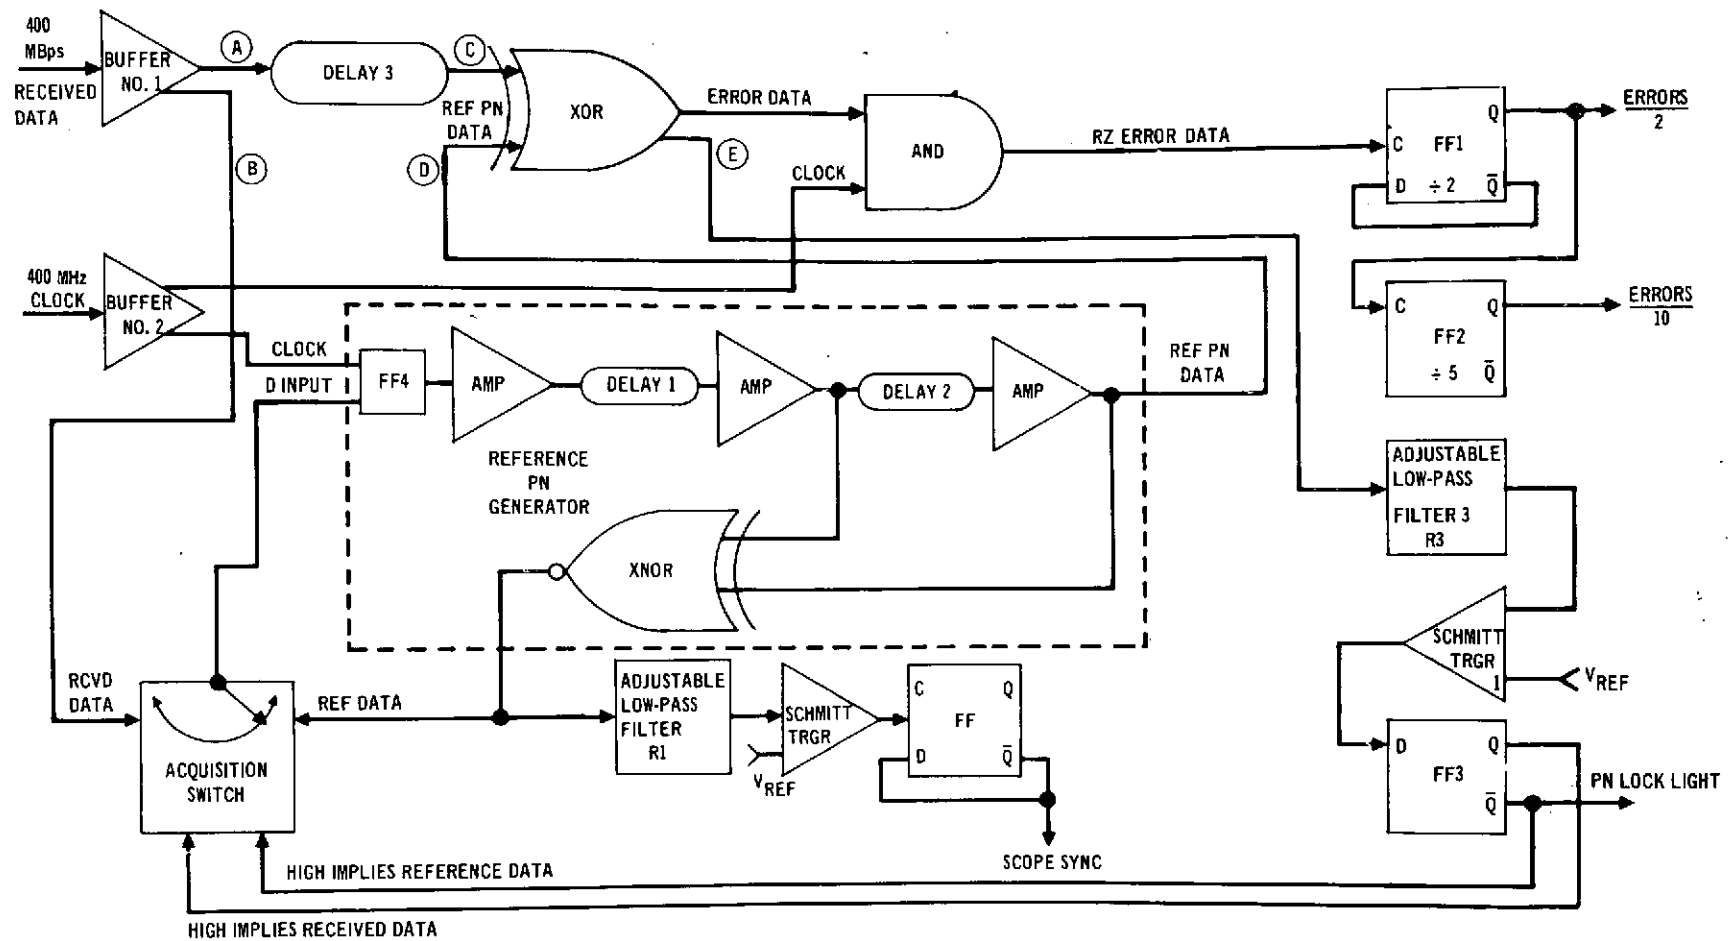 400
MBps
RECEIVED
DATA
BUFFER
NO. 1
A
DELAY 3
C
REF PN
DATA
D
XOR
ERROR DATA
E
CLOCK
AND
RZ ERROR DATA
C
Q
FF1
D
÷ 2
Q̅
ERRORS
2
B
400 MHz
CLOCK
BUFFER
NO. 2
CLOCK
D INPUT
FF4
AMP
DELAY 1
AMP
DELAY 2
AMP
REF PN
DATA
C
Q
FF2
÷ 5
Q̅
ERRORS
10
REFERENCE
PN
GENERATOR
XNOR
ADJUSTABLE
LOW-PASS
FILTER 3
R3
SCHMITT
TRGR
1
VREF
RCVD
DATA
REF DATA
ACQUISITION
SWITCH
ADJUSTABLE
LOW-PASS
FILTER
R1
SCHMITT
TRGR
VREF
C
Q
FF
D
Q̅
SCOPE SYNC
D
Q
FF3
Q̅
PN LOCK LIGHT
HIGH IMPLIES REFERENCE DATA
HIGH IMPLIES RECEIVED DATA